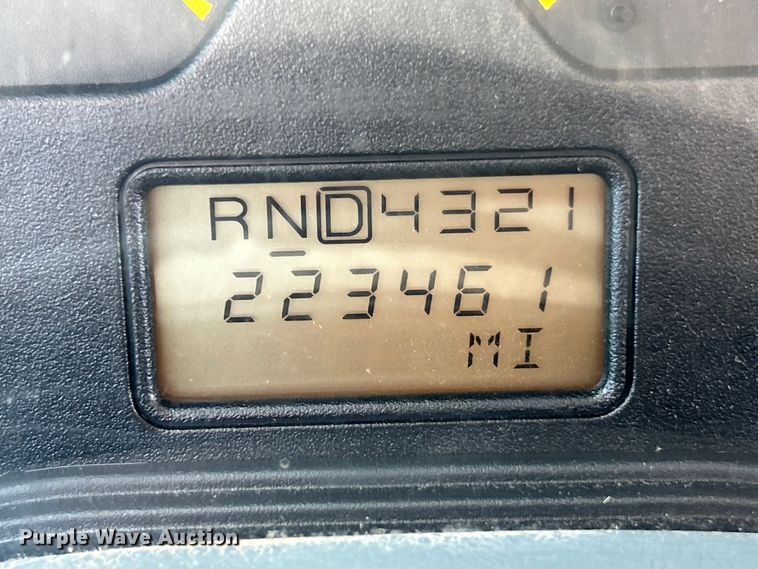 RND4321
223461
MI
Purple Wave Auction